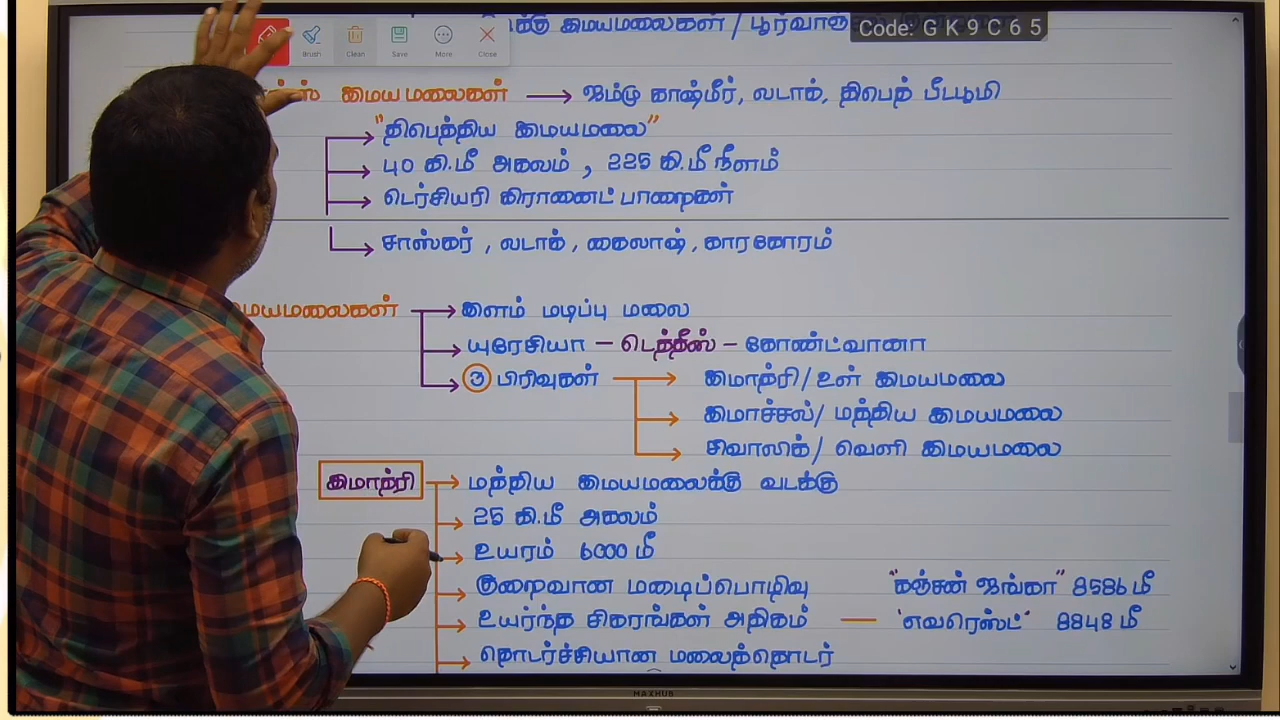 க்கு இமயமலைகள் / பூர்வாஞ்
Code: G K 9 C 6 5
Brush Clean Save More Close
இமயமலைகள் → ஜம்மு காஷ்மீர், லடாக், திபெத் பீடபூமி
"திபெத்திய இமயமலை"
40 கி.மீ அகலம் , 225 கி.மீ நீளம்
டெர்சியரி கிரானைட் பாறைகள்
சாஸ்கர் , லடாக் , கைலாஷ் , காரகோரம்
இமயமலைகள் → இளம் மடிப்பு மலை
யுரேசியா – டெத்தீஸ் – கோண்ட்வானா
3 பிரிவுகள் → இமாத்ரி/ உள் இமயமலை
இமாச்சல்/ மத்திய இமயமலை
சிவாலிக்/ வெளி இமயமலை
இமாத்ரி → மத்திய இமயமலைக்கு வடக்கு
25 கி.மீ அகலம்
உயரம் 6000 மீ
குறைவான மழைப்பொழிவு "கஞ்சன் ஜங்கா" 8586 மீ
உயர்ந்த சிகரங்கள் அதிகம் — 'எவரெஸ்ட்' 8848 மீ
தொடர்ச்சியான மலைத்தொடர்
MAXHUB